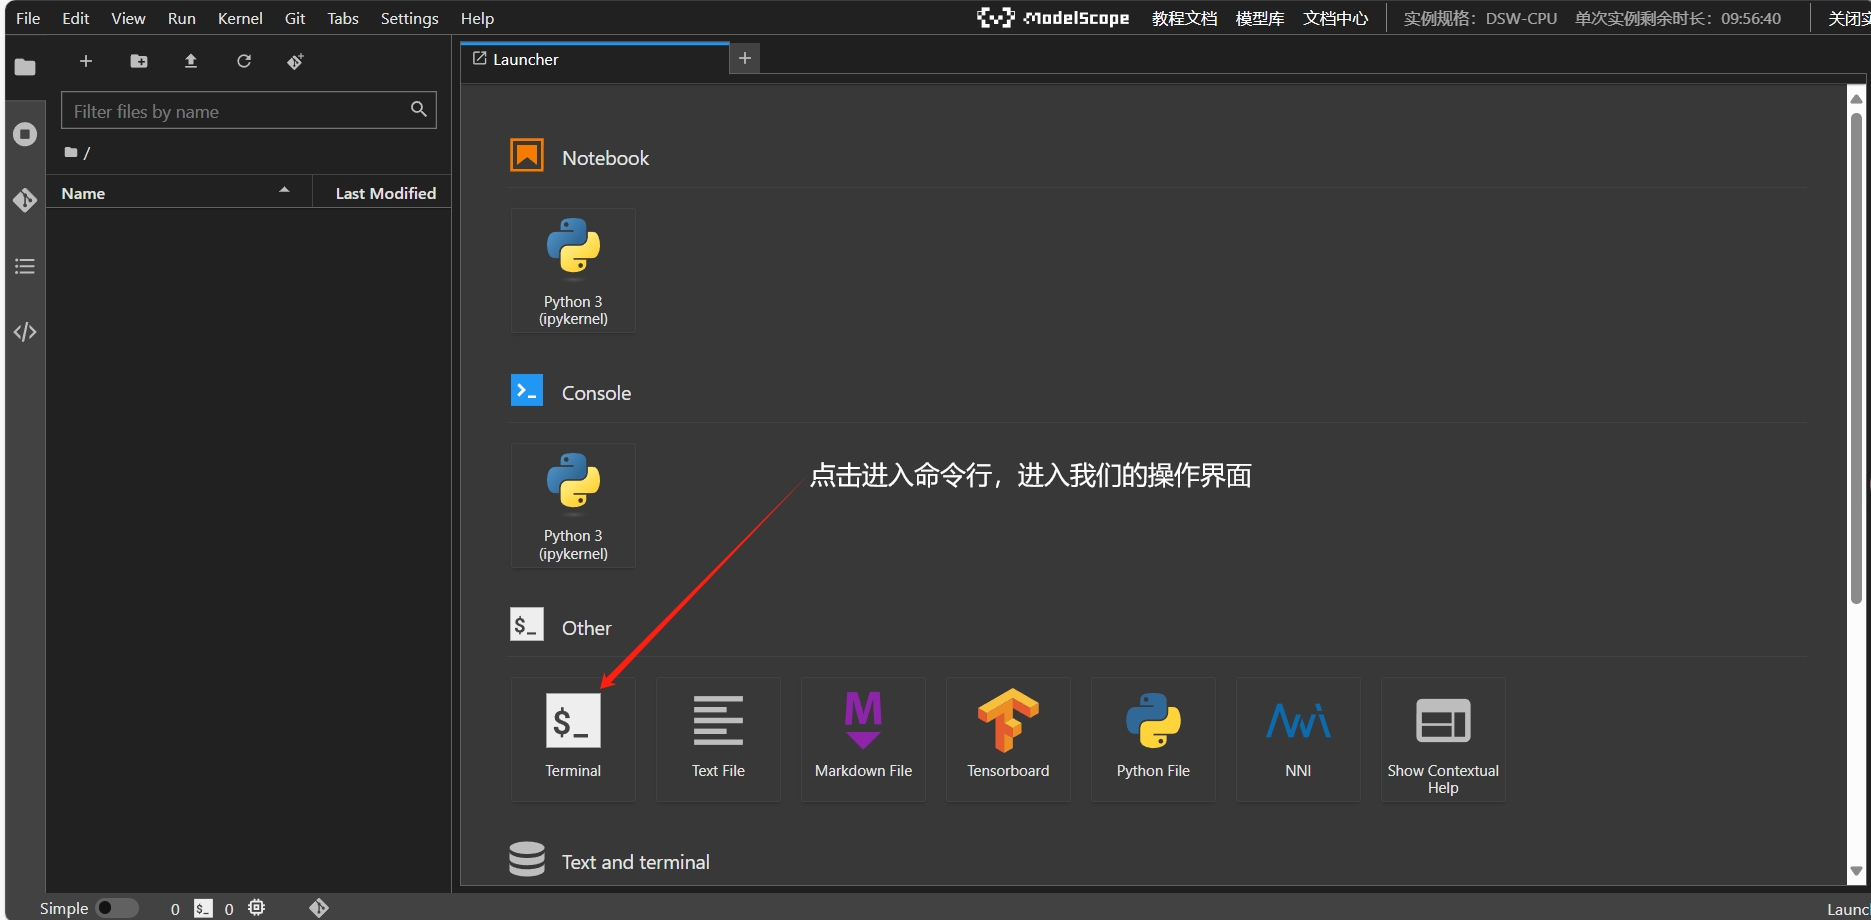 File Edit View Run Kernel Git Tabs Settings Help
ModelScope 教程文档 模型库 文档中心 实例规格：DSW-CPU 单次实例剩余时长：09:56:40 关闭实
Launcher
Filter files by name
/
Name Last Modified
Notebook
Python 3
(ipykernel)
Console
点击进入命令行，进入我们的操作界面
Python 3
(ipykernel)
$_ Other
$_
Terminal
Text File
Markdown File
Tensorboard
Python File
NNI
Show Contextual
Help
Text and terminal
Simple 0 $_ 0
Launc